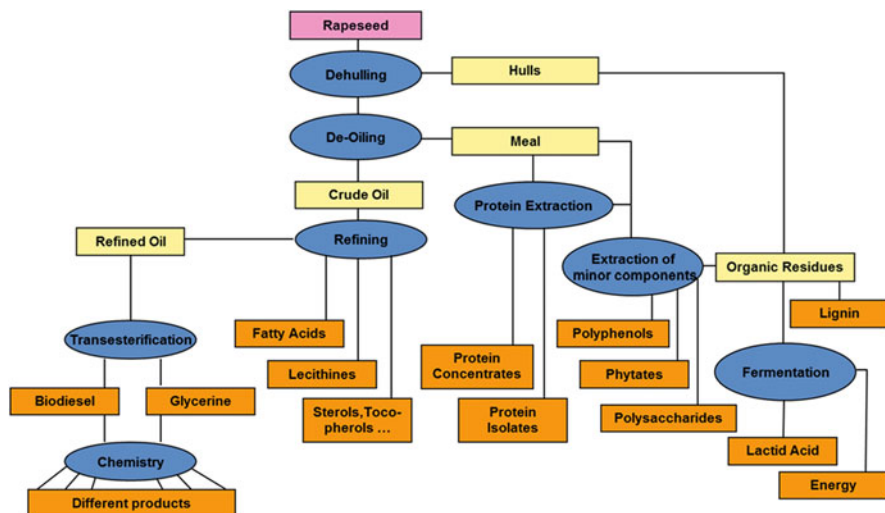 Rapeseed
Dehulling
Hulls
De-Oiling
Meal
Crude Oil
Protein Extraction
Refined Oil
Refining
Extraction of
minor components
Organic Residues
Lignin
Fatty Acids
Polyphenols
Transesterification
Protein
Concentrates
Lecithines
Phytates
Fermentation
Biodiesel
Glycerine
Sterols,Toco-
pherols ...
Protein
Isolates
Polysaccharides
Lactid Acid
Chemistry
Energy
Different products